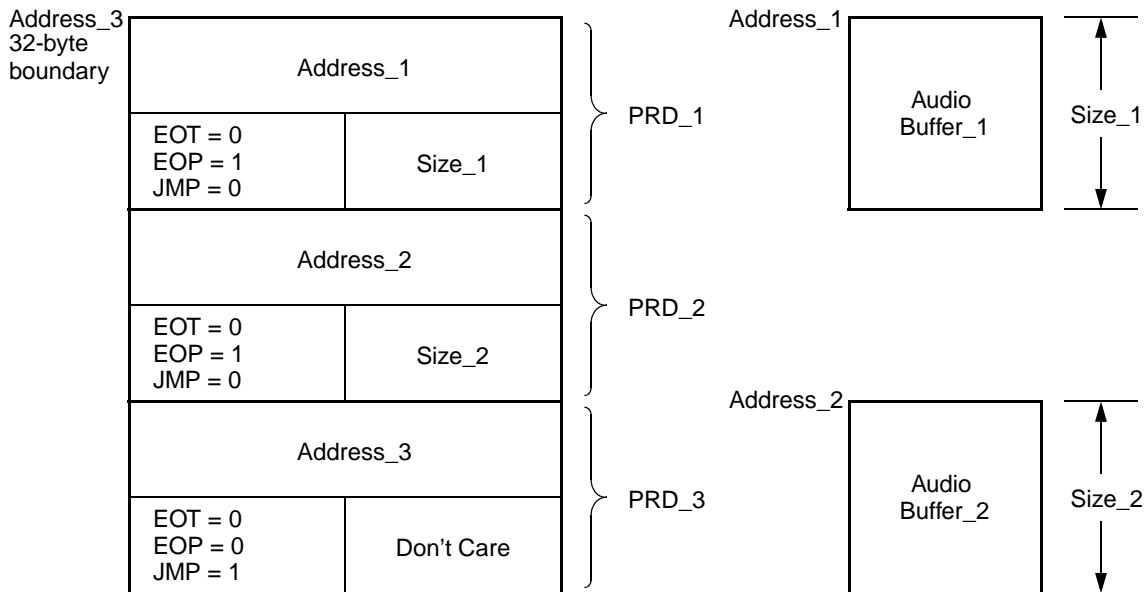 Address_3
32-byte
boundary
Address_1
EOT = 0
EOP = 1
JMP = 0
Size_1
PRD_1
Address_2
EOT = 0
EOP = 1
JMP = 0
Size_2
PRD_2
Address_3
EOT = 0
EOP = 0
JMP = 1
Don't Care
PRD_3
Address_1
Audio
Buffer_1
Size_1
Address_2
Audio
Buffer_2
Size_2